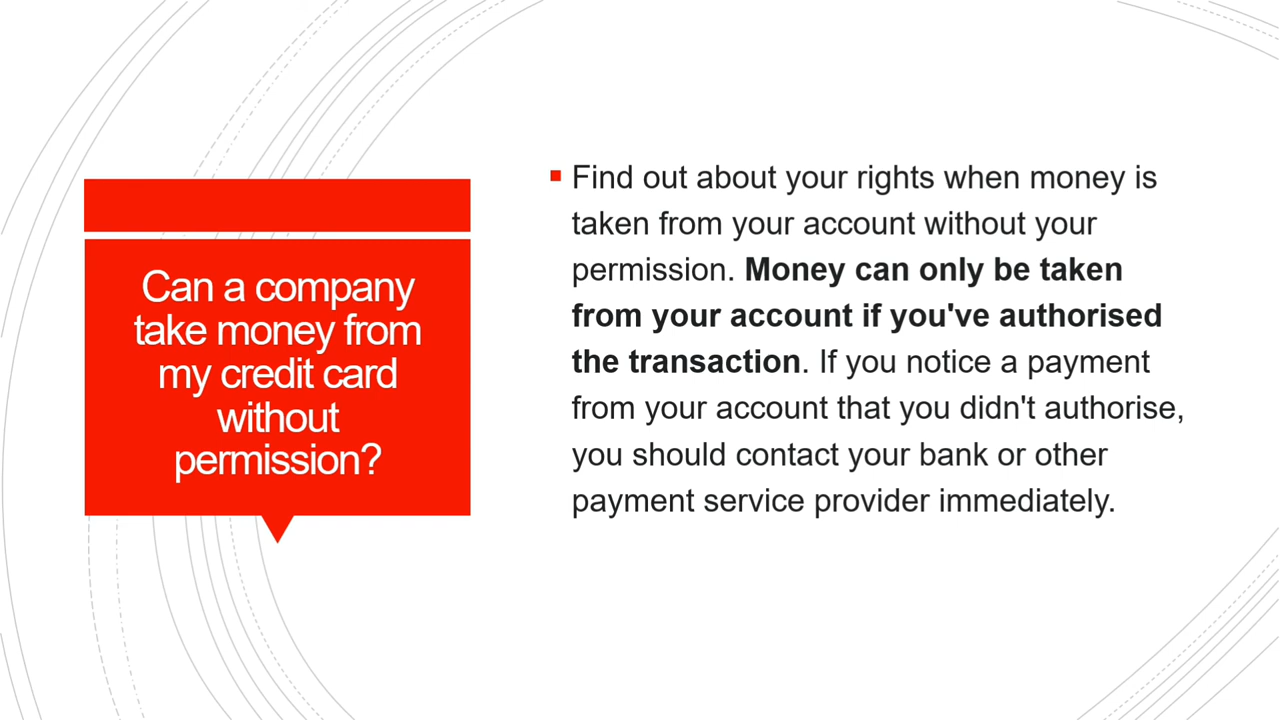 Can a company
take money from
my credit card
without
permission?
Find out about your rights when money is
taken from your account without your
permission. Money can only be taken
from your account if you've authorised
the transaction. If you notice a payment
from your account that you didn't authorise,
you should contact your bank or other
payment service provider immediately.